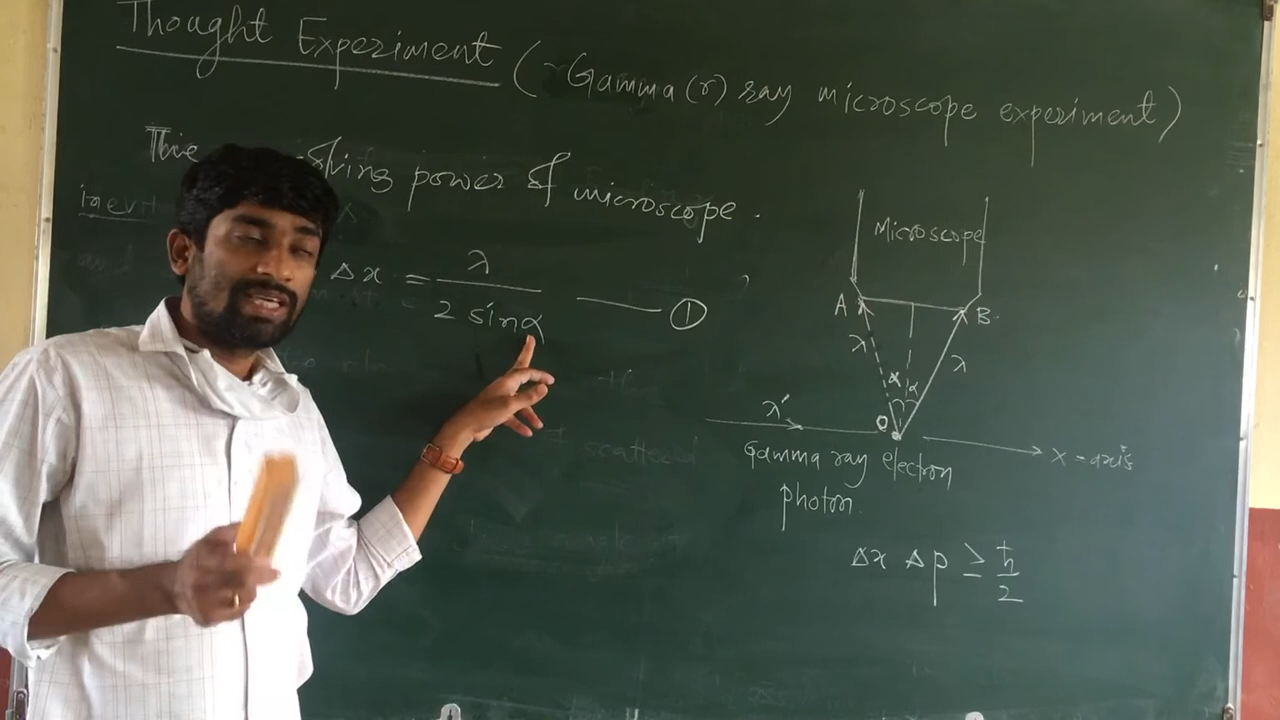 Thought Experiment (Gamma (r) ray microscope experiment)
The power of microscope.
Δx = λ / 2 sinα ——— ①
Microscope
A B
λ λ
α α
λ' O
x-axis
Gamma ray electron
photon
Δx Δp ≥ ħ/2